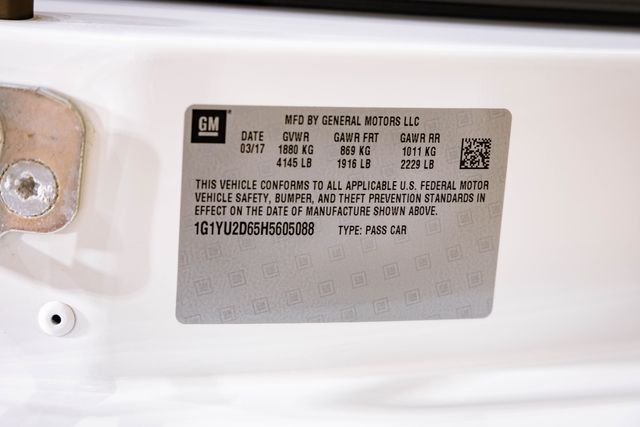 GM MFD BY GENERAL MOTORS LLC
DATE GVWR GAWR FRT GAWR RR
03/17 1880 KG 869 KG 1011 KG
4145 LB 1916 LB 2229 LB
THIS VEHICLE CONFORMS TO ALL APPLICABLE U.S. FEDERAL MOTOR
VEHICLE SAFETY, BUMPER, AND THEFT PREVENTION STANDARDS IN
EFFECT ON THE DATE OF MANUFACTURE SHOWN ABOVE.
1G1YU2D65H5605088 TYPE: PASS CAR